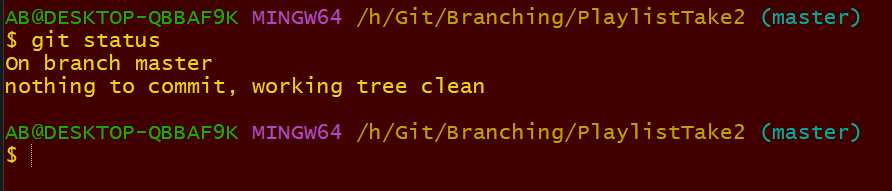 AB@DESKTOP-QBBAF9K MINGW64 /h/Git/Branching/PlaylistTake2 (master)
$ git status
On branch master
nothing to commit, working tree clean
AB@DESKTOP-QBBAF9K MINGW64 /h/Git/Branching/PlaylistTake2 (master)
$